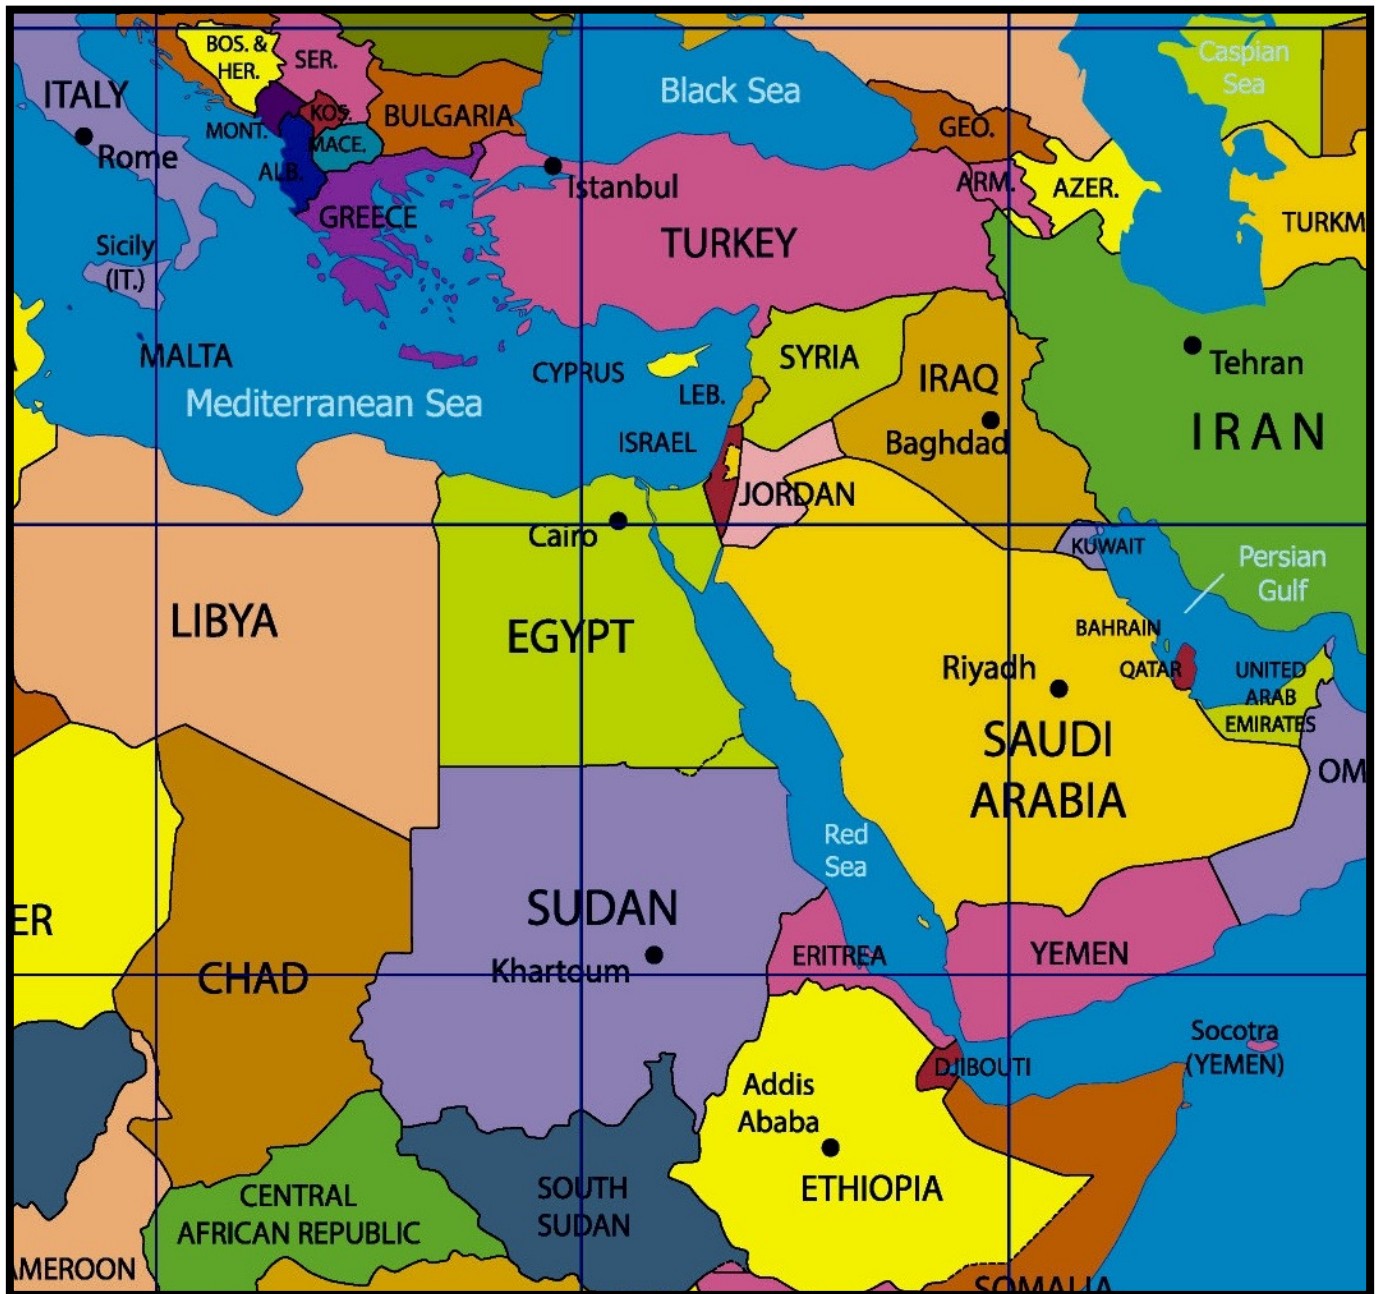 BOS. &
HER.
SER.
Caspian
Sea
ITALY
Black Sea
KOS.
BULGARIA
MONT.
MACE.
GEO.
Rome
ALB.
Istanbul
ARM.
AZER.
GREECE
TURKEY
TURKM
Sicily
(IT.)
MALTA
CYPRUS
SYRIA
Tehran
A
LEB.
IRAQ
Mediterranean Sea
IRAN
ISRAEL
Baghdad
JORDAN
Cairo
KUWAIT
Persian
Gulf
LIBYA
EGYPT
BAHRAIN
Riyadh
QATAR
UNITED
ARAB
EMIRATES
SAUDI
ARABIA
OM
Red
Sea
SUDAN
ER
ERITREA
YEMEN
CHAD
Khartoum
Socotra
(YEMEN)
DJIBOUTI
Addis
Ababa
ETHIOPIA
CENTRAL
AFRICAN REPUBLIC
SOUTH
SUDAN
AMEROON
SOMALIA